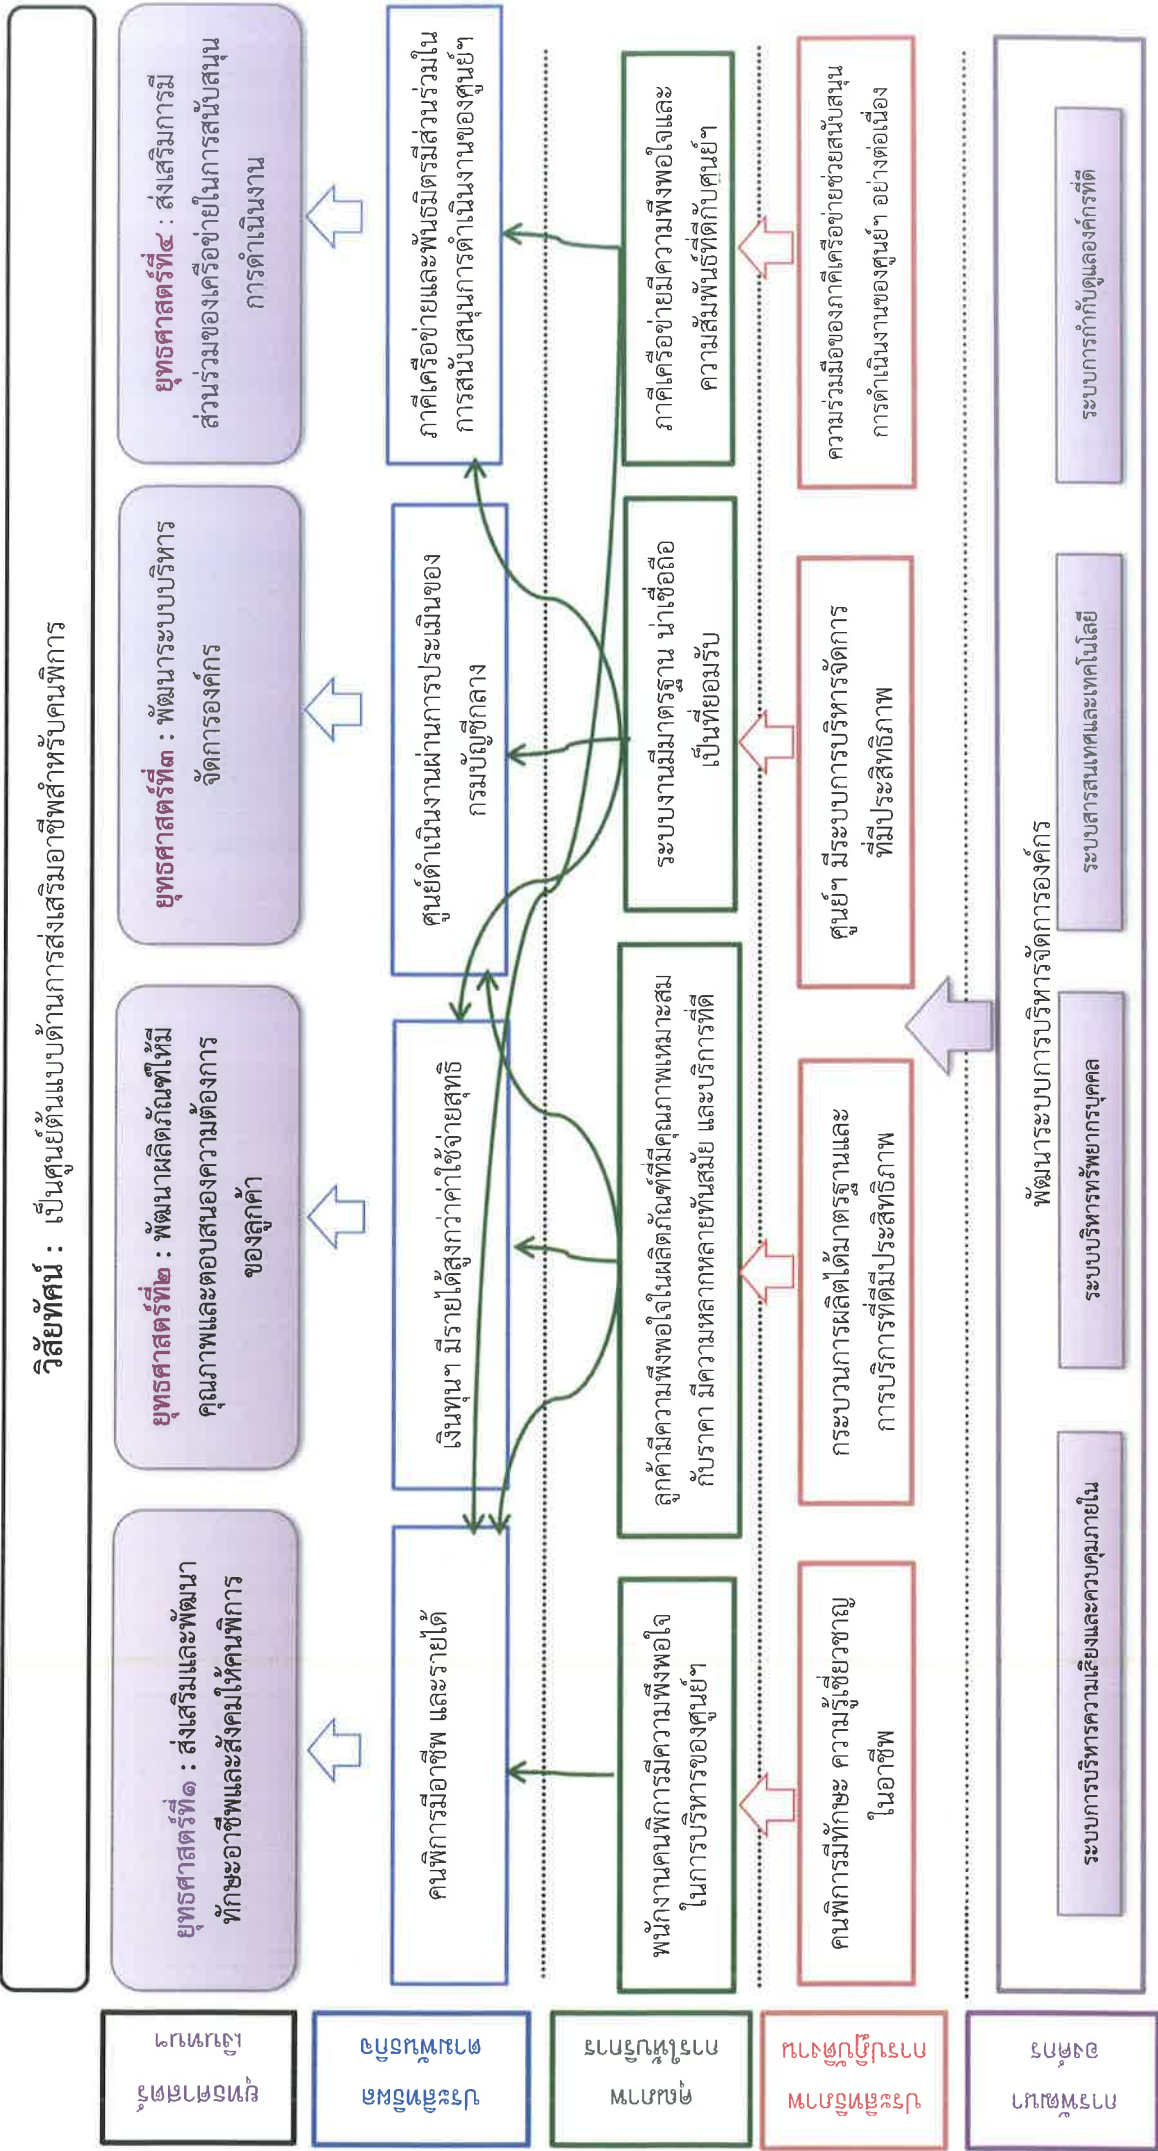 วิสัยทัศน์ : เป็นศูนย์ต้นแบบด้านการส่งเสริมอาชีพสำหรับคนพิการ
ยุทธศาสตร์
เงินทุนฯ
ยุทธศาสตร์ที่๑ : ส่งเสริมและพัฒนา
ทักษะอาชีพและสังคมให้คนพิการ
ยุทธศาสตร์ที่๒ : พัฒนาผลิตภัณฑ์ให้มี
คุณภาพและตอบสนองความต้องการ
ของลูกค้า
ยุทธศาสตร์ที่๓ : พัฒนาระบบบริหาร
จัดการองค์กร
ยุทธศาสตร์ที่๔ : ส่งเสริมการมี
ส่วนร่วมของเครือข่ายในการสนับสนุน
การดำเนินงาน
ประสิทธิผล
ตามพันธกิจ
คนพิการมีอาชีพ และรายได้
เงินทุนฯ มีรายได้สูงกว่าค่าใช้จ่ายสุทธิ
ศูนย์ดำเนินงานผ่านการประเมินของ
กรมบัญชีกลาง
ภาคีเครือข่ายและพันธมิตรมีส่วนร่วมใน
การสนับสนุนการดำเนินงานของศูนย์ฯ
คุณภาพ
การให้บริการ
พนักงานคนพิการมีความพึงพอใจ
ในการบริหารของศูนย์ฯ
ลูกค้ามีความพึงพอใจในผลิตภัณฑ์ที่มีคุณภาพเหมาะสม
กับราคา มีความหลากหลายทันสมัย และบริการที่ดี
ระบบงานมีมาตรฐาน น่าเชื่อถือ
เป็นที่ยอมรับ
ภาคีเครือข่ายมีความพึงพอใจและ
ความสัมพันธ์ที่ดีกับศูนย์ฯ
ประสิทธิภาพ
การปฏิบัติงาน
คนพิการมีทักษะ ความรู้เชี่ยวชาญ
ในอาชีพ
กระบวนการผลิตได้มาตรฐานและ
การบริการที่ดีมีประสิทธิภาพ
ศูนย์ฯ มีระบบการบริหารจัดการ
ที่มีประสิทธิภาพ
ความร่วมมือของภาคีเครือข่ายช่วยสนับสนุน
การดำเนินงานของศูนย์ฯ อย่างต่อเนื่อง
การพัฒนา
องค์กร
พัฒนาระบบการบริหารจัดการองค์กร
ระบบการบริหารความเสี่ยงและควบคุมภายใน
ระบบบริหารทรัพยากรบุคคล
ระบบสารสนเทศและเทคโนโลยี
ระบบการกำกับดูแลองค์กรที่ดี